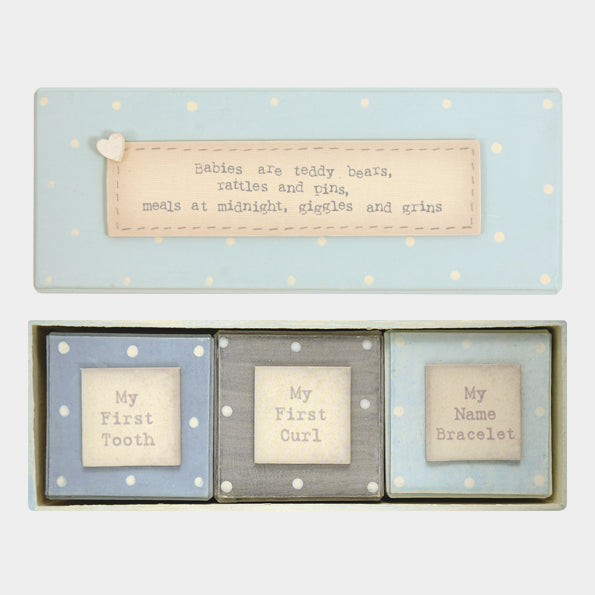 Babies are teddy bears,
rattles and pins,
meals at midnight, giggles and grins
My
First
Tooth
My
First
Curl
My
Name
Bracelet